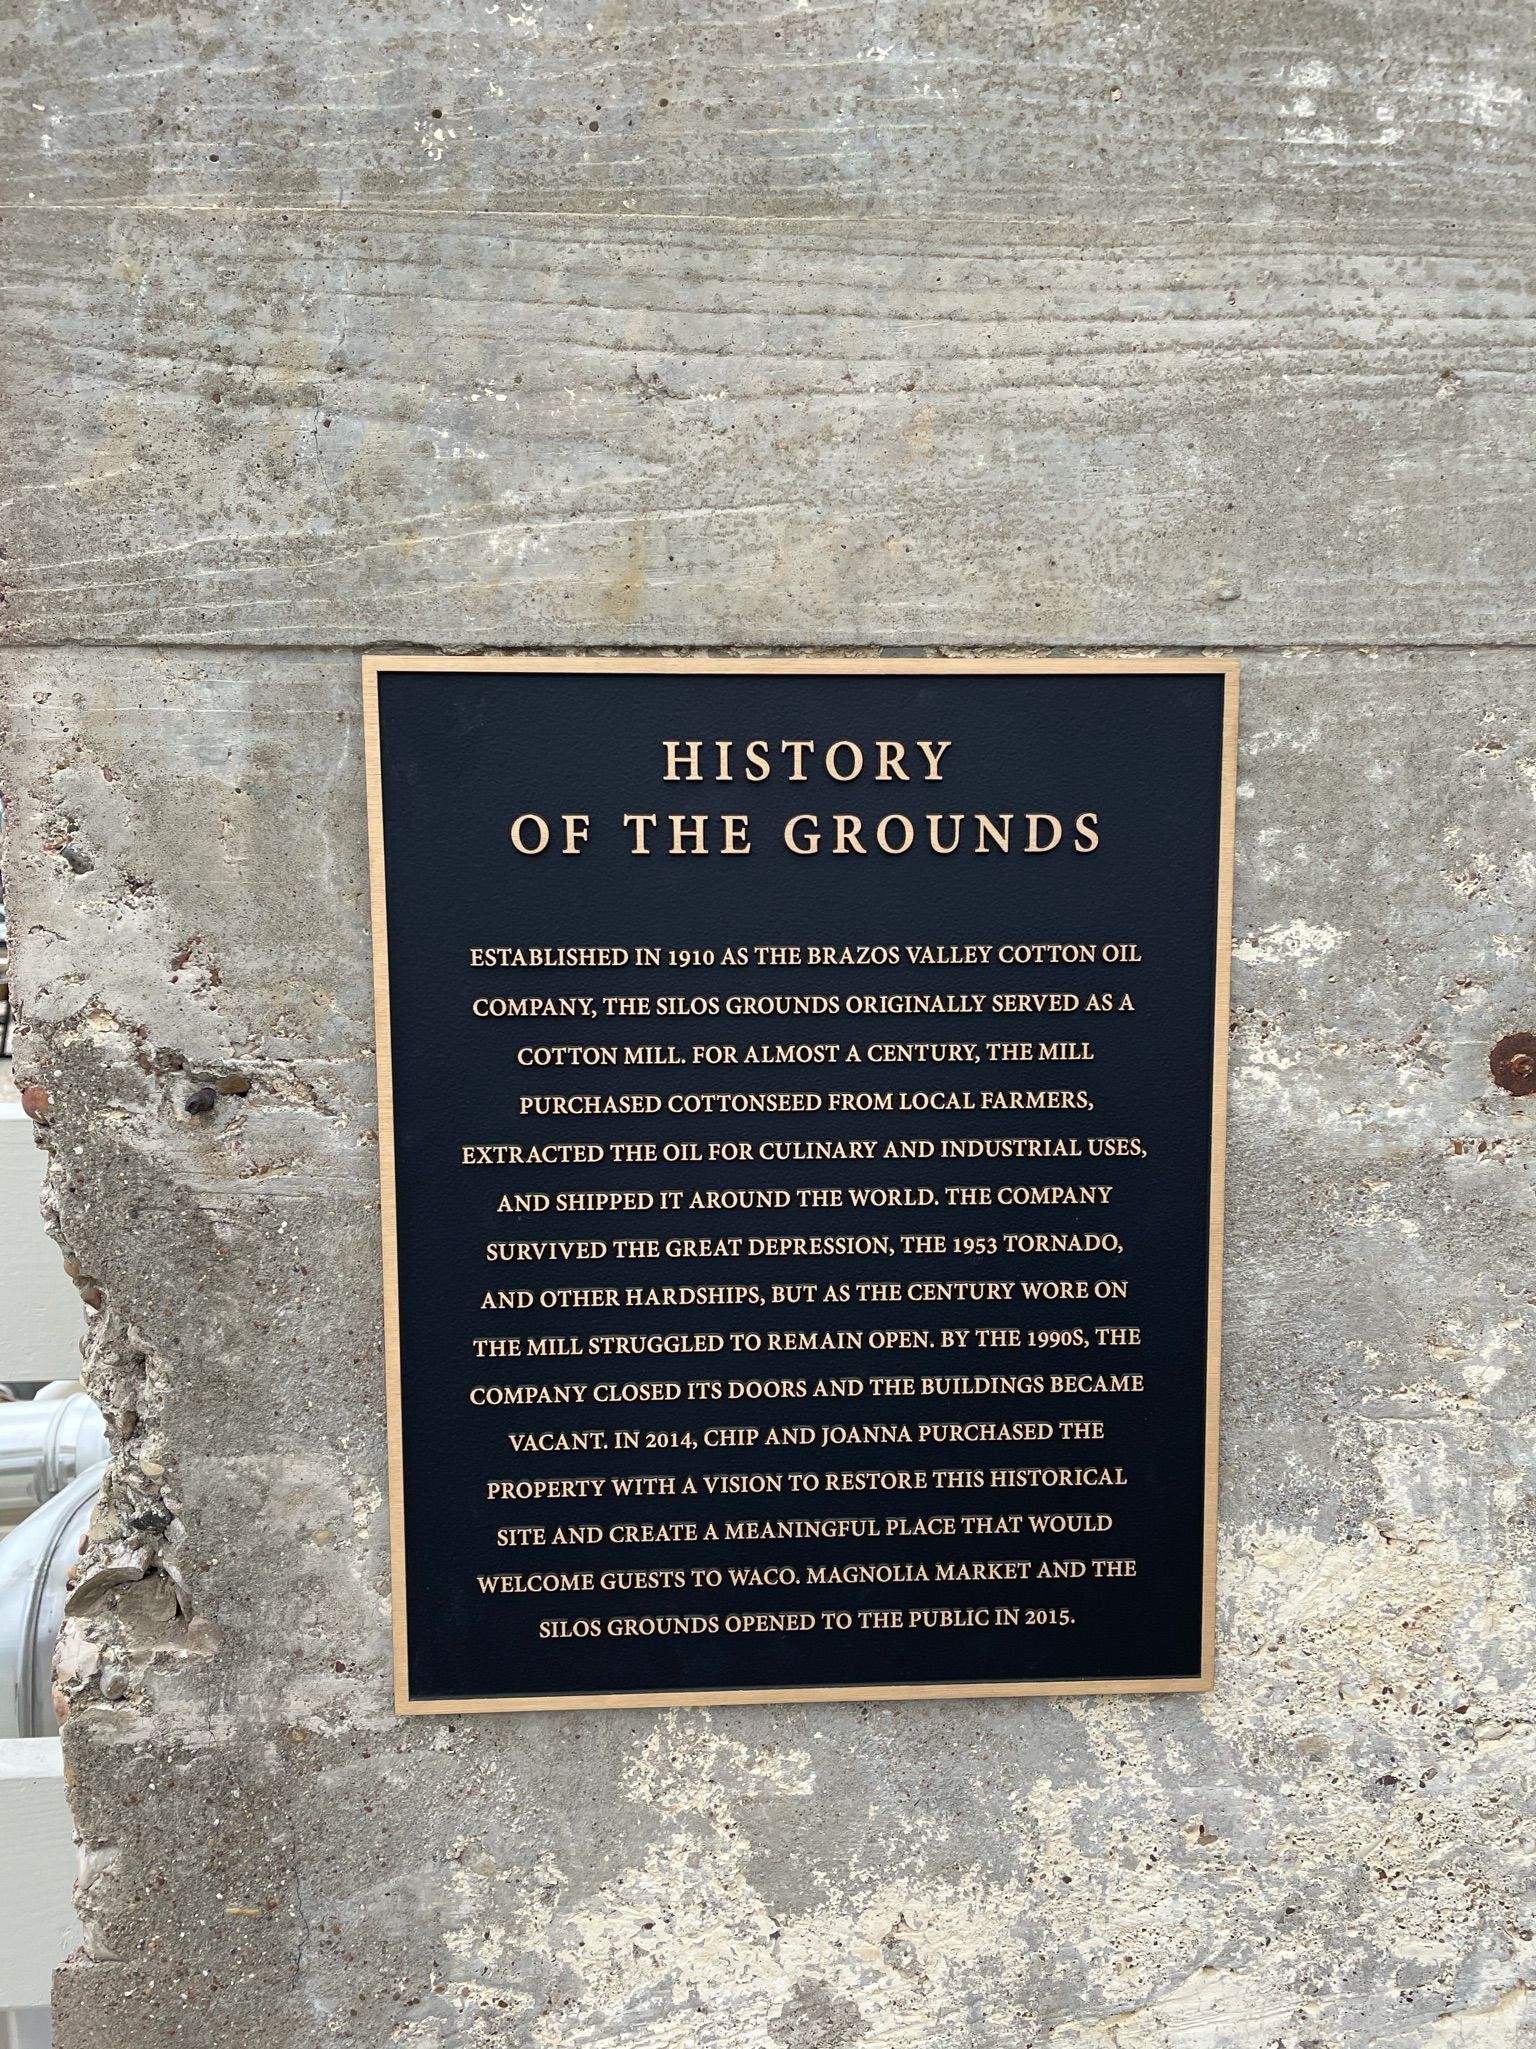 HISTORY
OF THE GROUNDS
ESTABLISHED IN 1910 AS THE BRAZOS VALLEY COTTON OIL
COMPANY, THE SILOS GROUNDS ORIGINALLY SERVED AS A
COTTON MILL. FOR ALMOST A CENTURY, THE MILL
PURCHASED COTTONSEED FROM LOCAL FARMERS,
EXTRACTED THE OIL FOR CULINARY AND INDUSTRIAL USES,
AND SHIPPED IT AROUND THE WORLD. THE COMPANY
SURVIVED THE GREAT DEPRESSION, THE 1953 TORNADO,
AND OTHER HARDSHIPS, BUT AS THE CENTURY WORE ON
THE MILL STRUGGLED TO REMAIN OPEN. BY THE 1990S, THE
COMPANY CLOSED ITS DOORS AND THE BUILDINGS BECAME
VACANT. IN 2014, CHIP AND JOANNA PURCHASED THE
PROPERTY WITH A VISION TO RESTORE THIS HISTORICAL
SITE AND CREATE A MEANINGFUL PLACE THAT WOULD
WELCOME GUESTS TO WACO. MAGNOLIA MARKET AND THE
SILOS GROUNDS OPENED TO THE PUBLIC IN 2015.